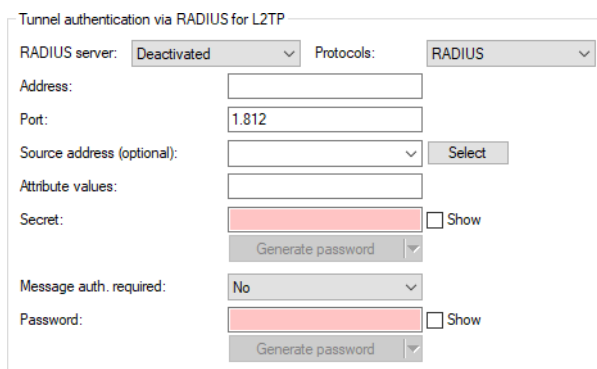 Tunnel authentication via RADIUS for L2TP
RADIUS server: Deactivated Protocols: RADIUS
Address:
Port: 1.812
Source address (optional): Select
Attribute values:
Secret: Show
Generate password
Message auth. required: No
Password: Show
Generate password